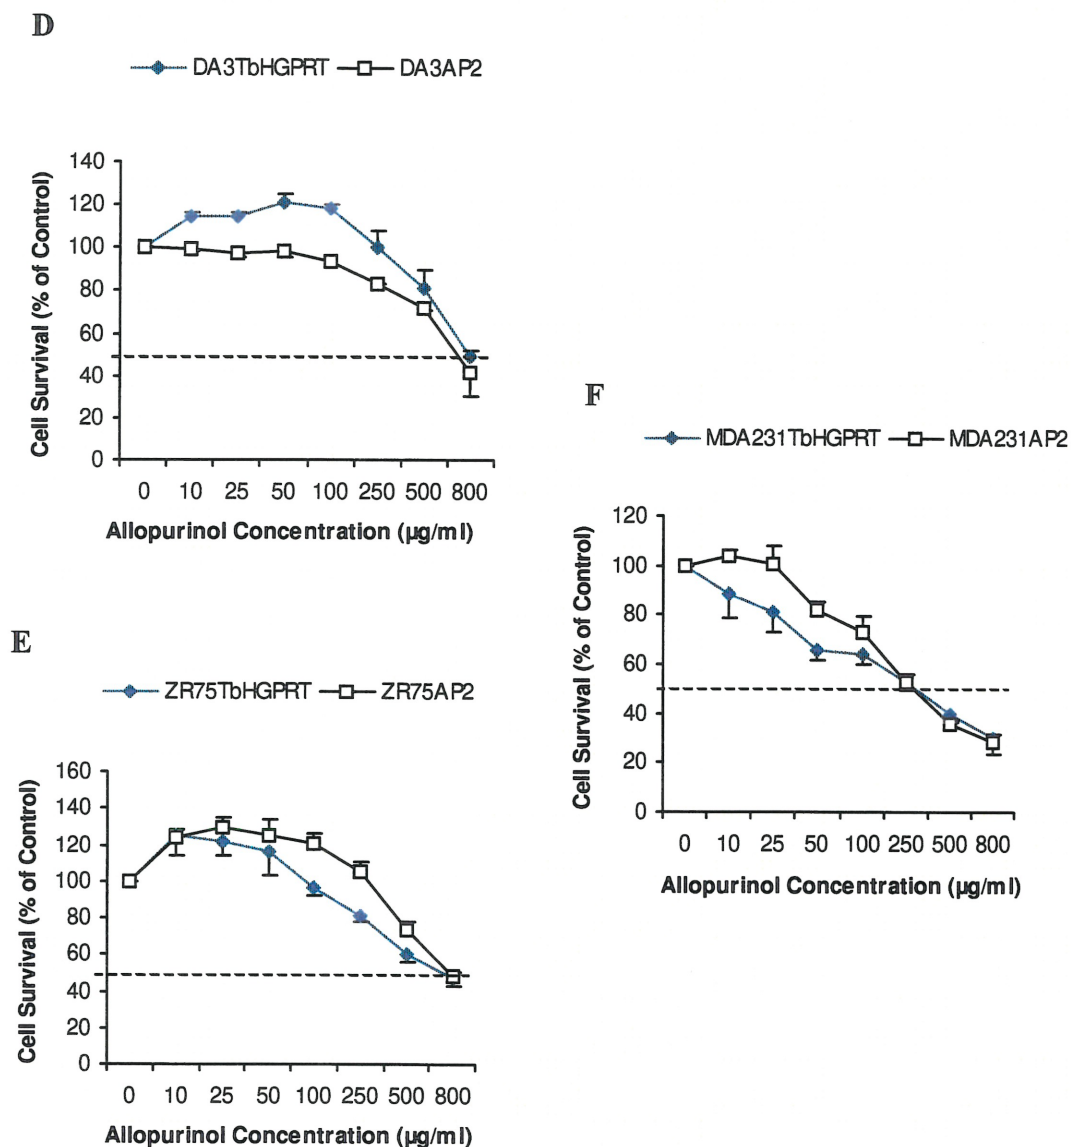 D
DA3TbHGPRT DA3AP2
140
120
100
80
60
40
20
0
Cell Survival (% of Control)
0 10 25 50 100 250 500 800
Allopurinol Concentration (µg/ml)
E
ZR75TbHGPRT ZR75AP2
160
140
120
100
80
60
40
20
0
Cell Survival (% of Control)
0 10 25 50 100 250 500 800
Allopurinol Concentration (µg/ml)
F
MDA231TbHGPRT MDA231AP2
120
100
80
60
40
20
0
Cell Survival (% of Control)
0 10 25 50 100 250 500 800
Allopurinol Concentration (µg/ml)